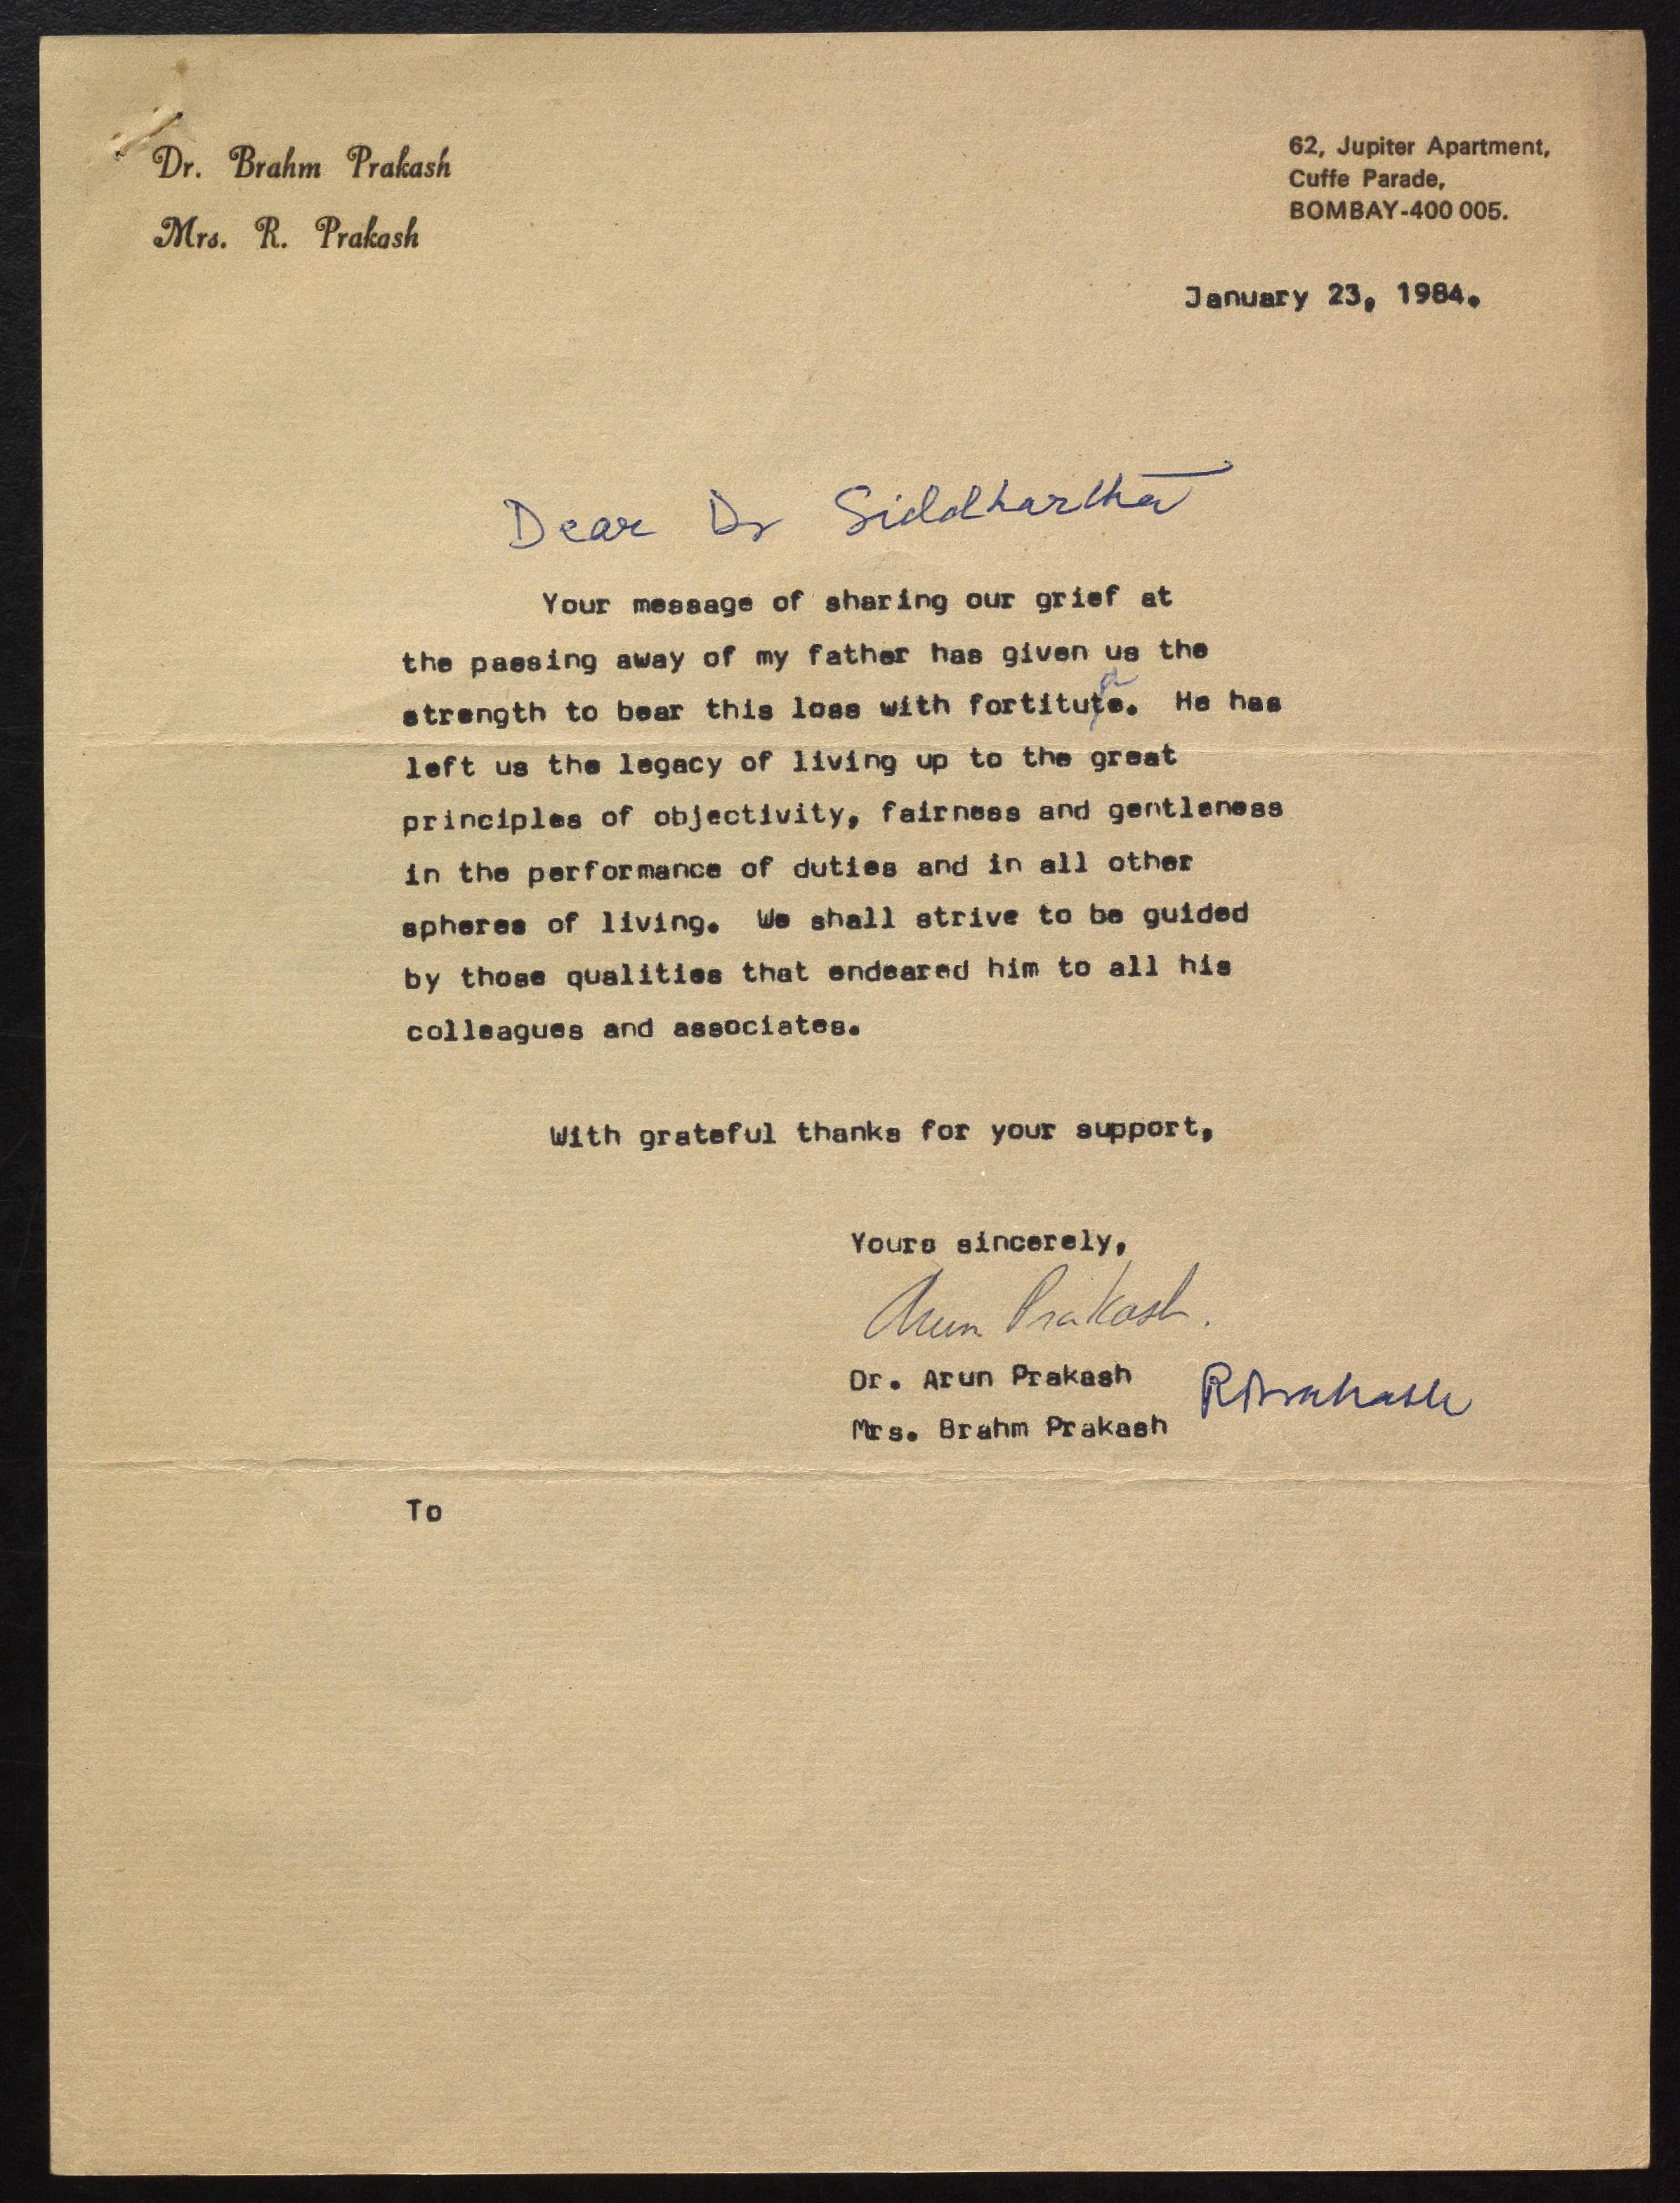 Dr. Brahm Prakash
Mrs. R. Prakash
62, Jupiter Apartment,
Cuffe Parade,
BOMBAY-400 005.
January 23, 1984.
Dear Dr Siddhartha
Your message of sharing our grief at
the passing away of my father has given us the
d
strength to bear this loss with fortitute. He has
left us the legacy of living up to the great
principles of objectivity, fairness and gentleness
in the performance of duties and in all other
spheres of living. We shall strive to be guided
by those qualities that endeared him to all his
colleagues and associates.
With grateful thanks for your support,
Yours sincerely,
Arun Prakash.
Dr. Arun Prakash
RPrakash
Mrs. Brahm Prakash
To